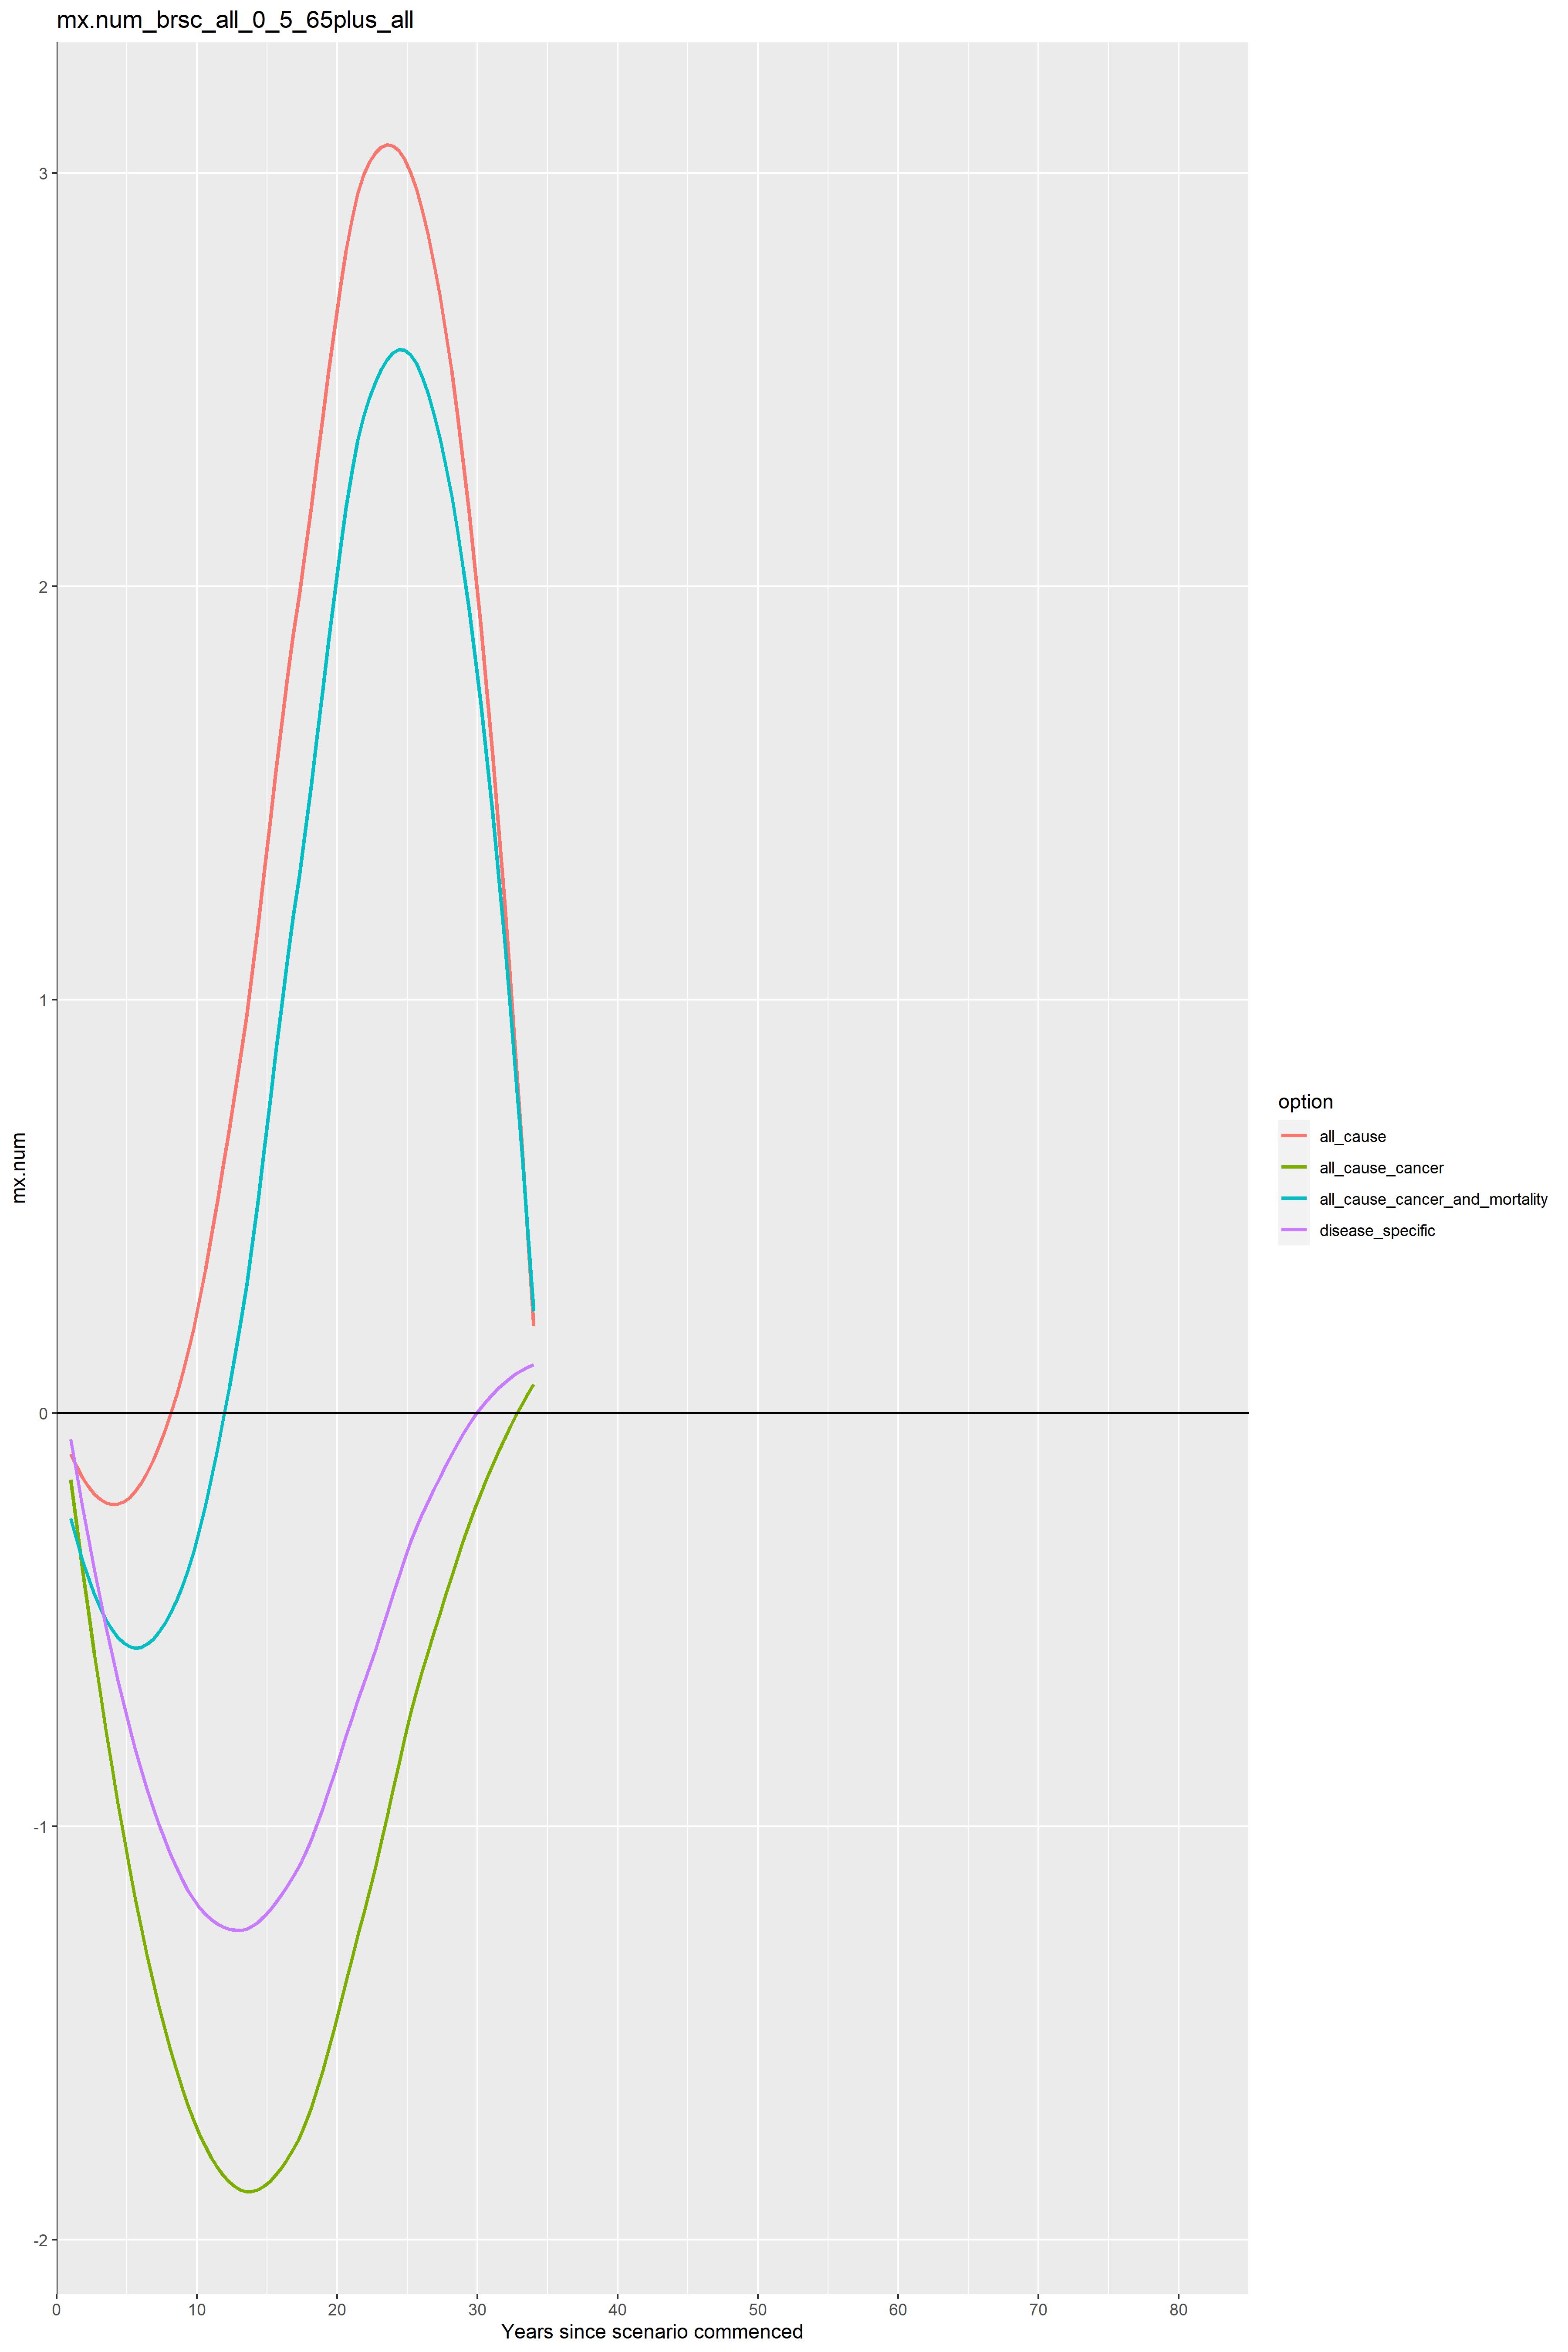 mx.num_brsc_all_0_5_65plus_all
3
2
1
0
-1
-2
mx.num
0 10 20 30 40 50 60 70 80
Years since scenario commenced
option
all_cause
all_cause_cancer
all_cause_cancer_and_mortality
disease_specific